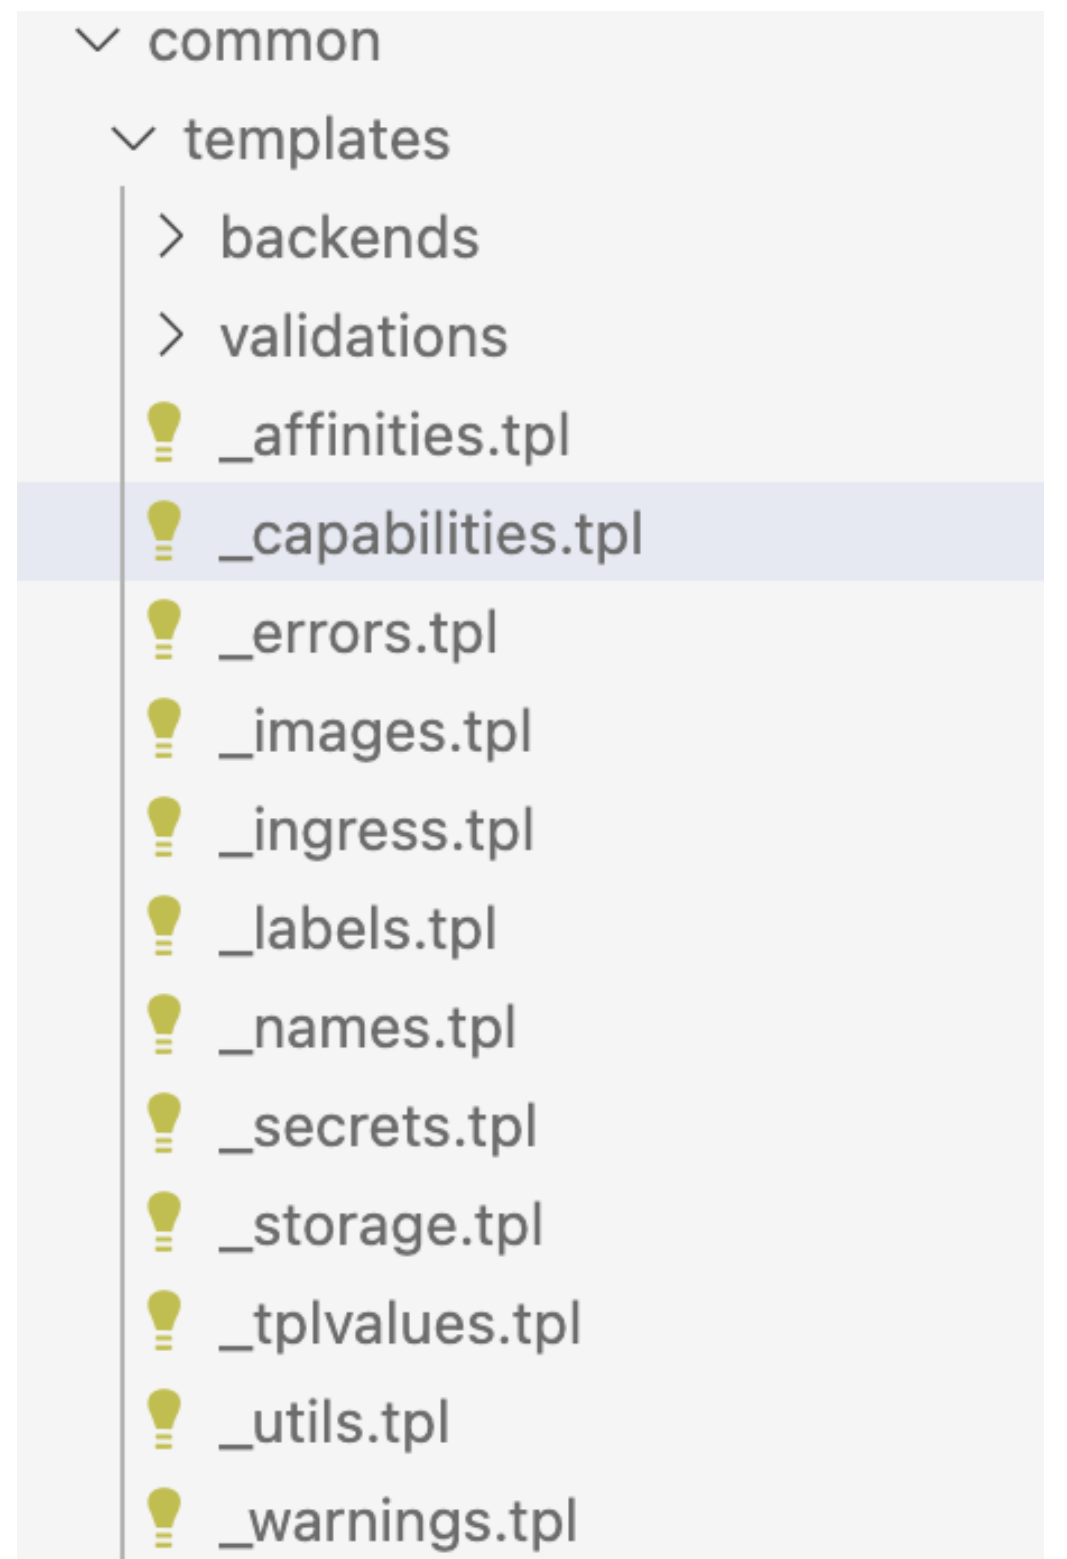 common
templates
backends
validations
_affinities.tpl
_capabilities.tpl
_errors.tpl
_images.tpl
_ingress.tpl
_labels.tpl
_names.tpl
_secrets.tpl
_storage.tpl
_tplvalues.tpl
_utils.tpl
_warnings.tpl